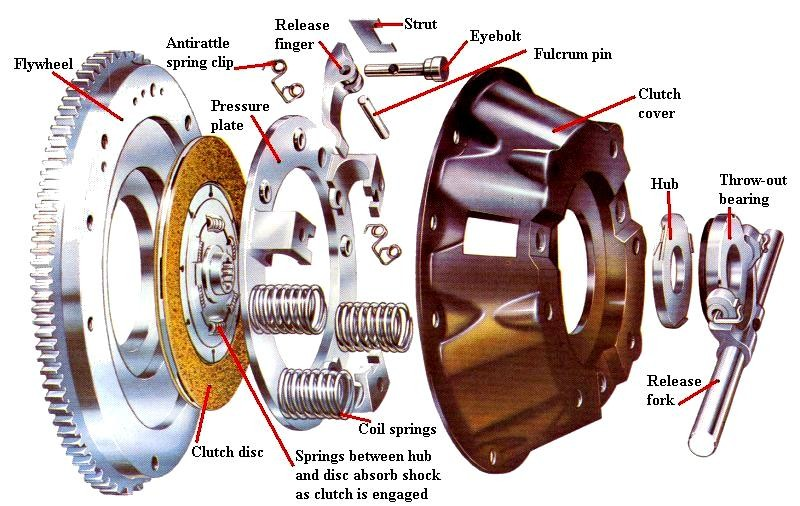 Strut
Release
finger
Eyebolt
Antirattle
spring clip
Fulcrum pin
Flywheel
Clutch
cover
Pressure
plate
Hub
Throw-out
bearing
Release
fork
Coil springs
Clutch disc
Springs between hub
and disc absorb shock
as clutch is engaged